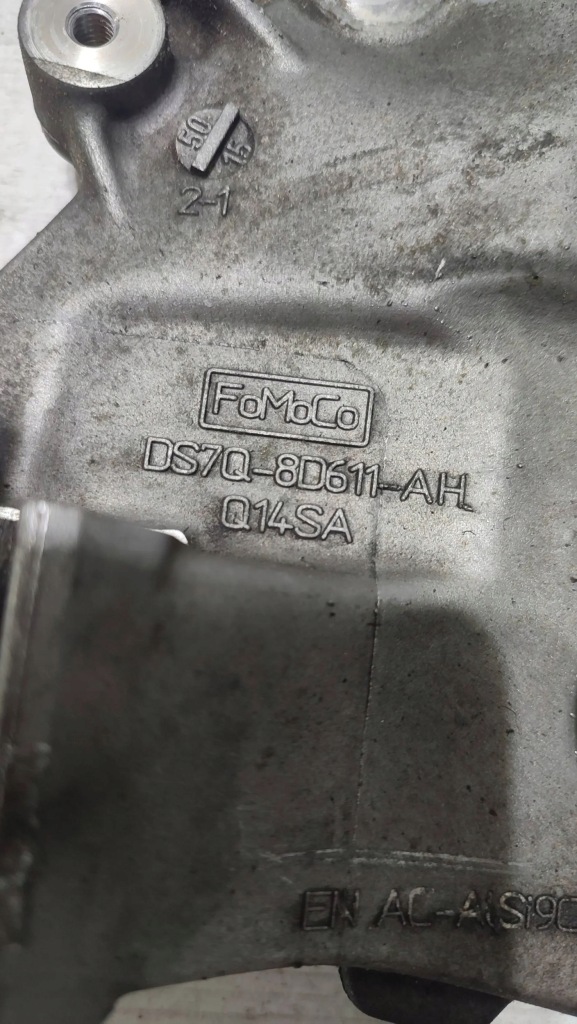 50
15
2-1
FoMoCo
DS7Q-8D611-AH
Q14SA
EN AC-AlSi9C